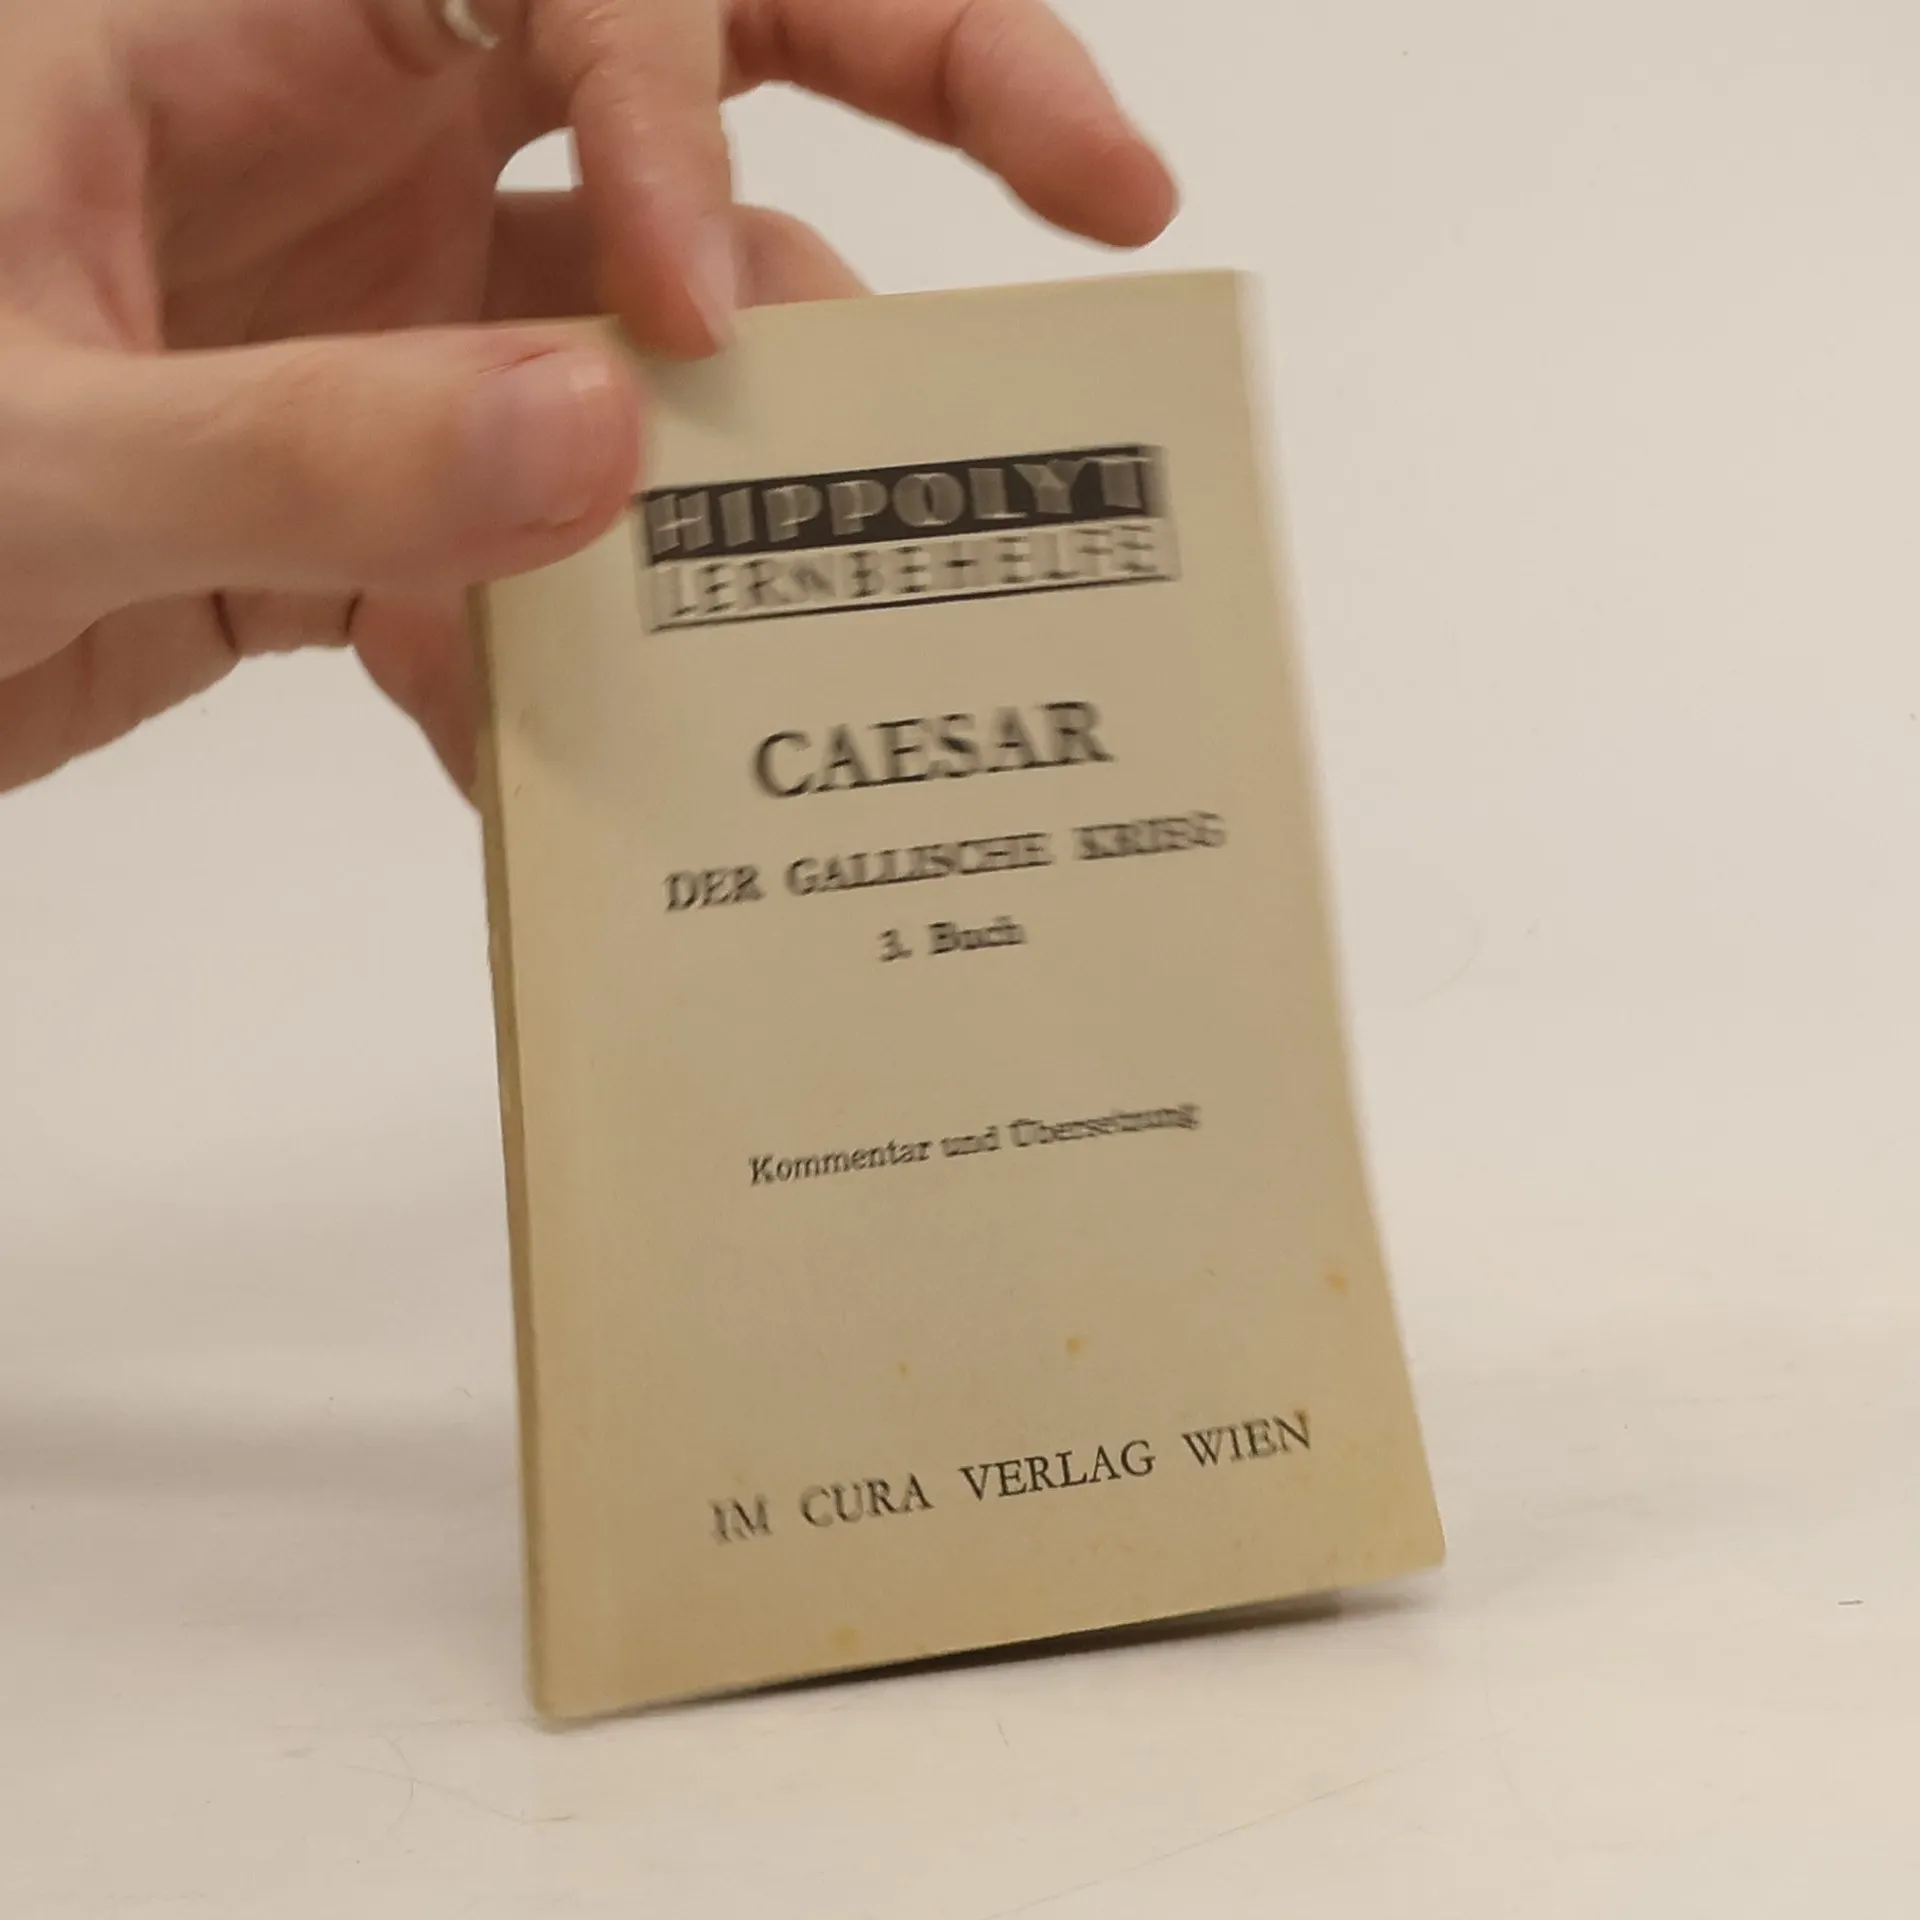 HIPPOLYT
LERNBEHELFE
CAESAR
DER GALLISCHE KRIEG
3. Buch
Kommentar und Übersetzung
IM CURA VERLAG WIEN